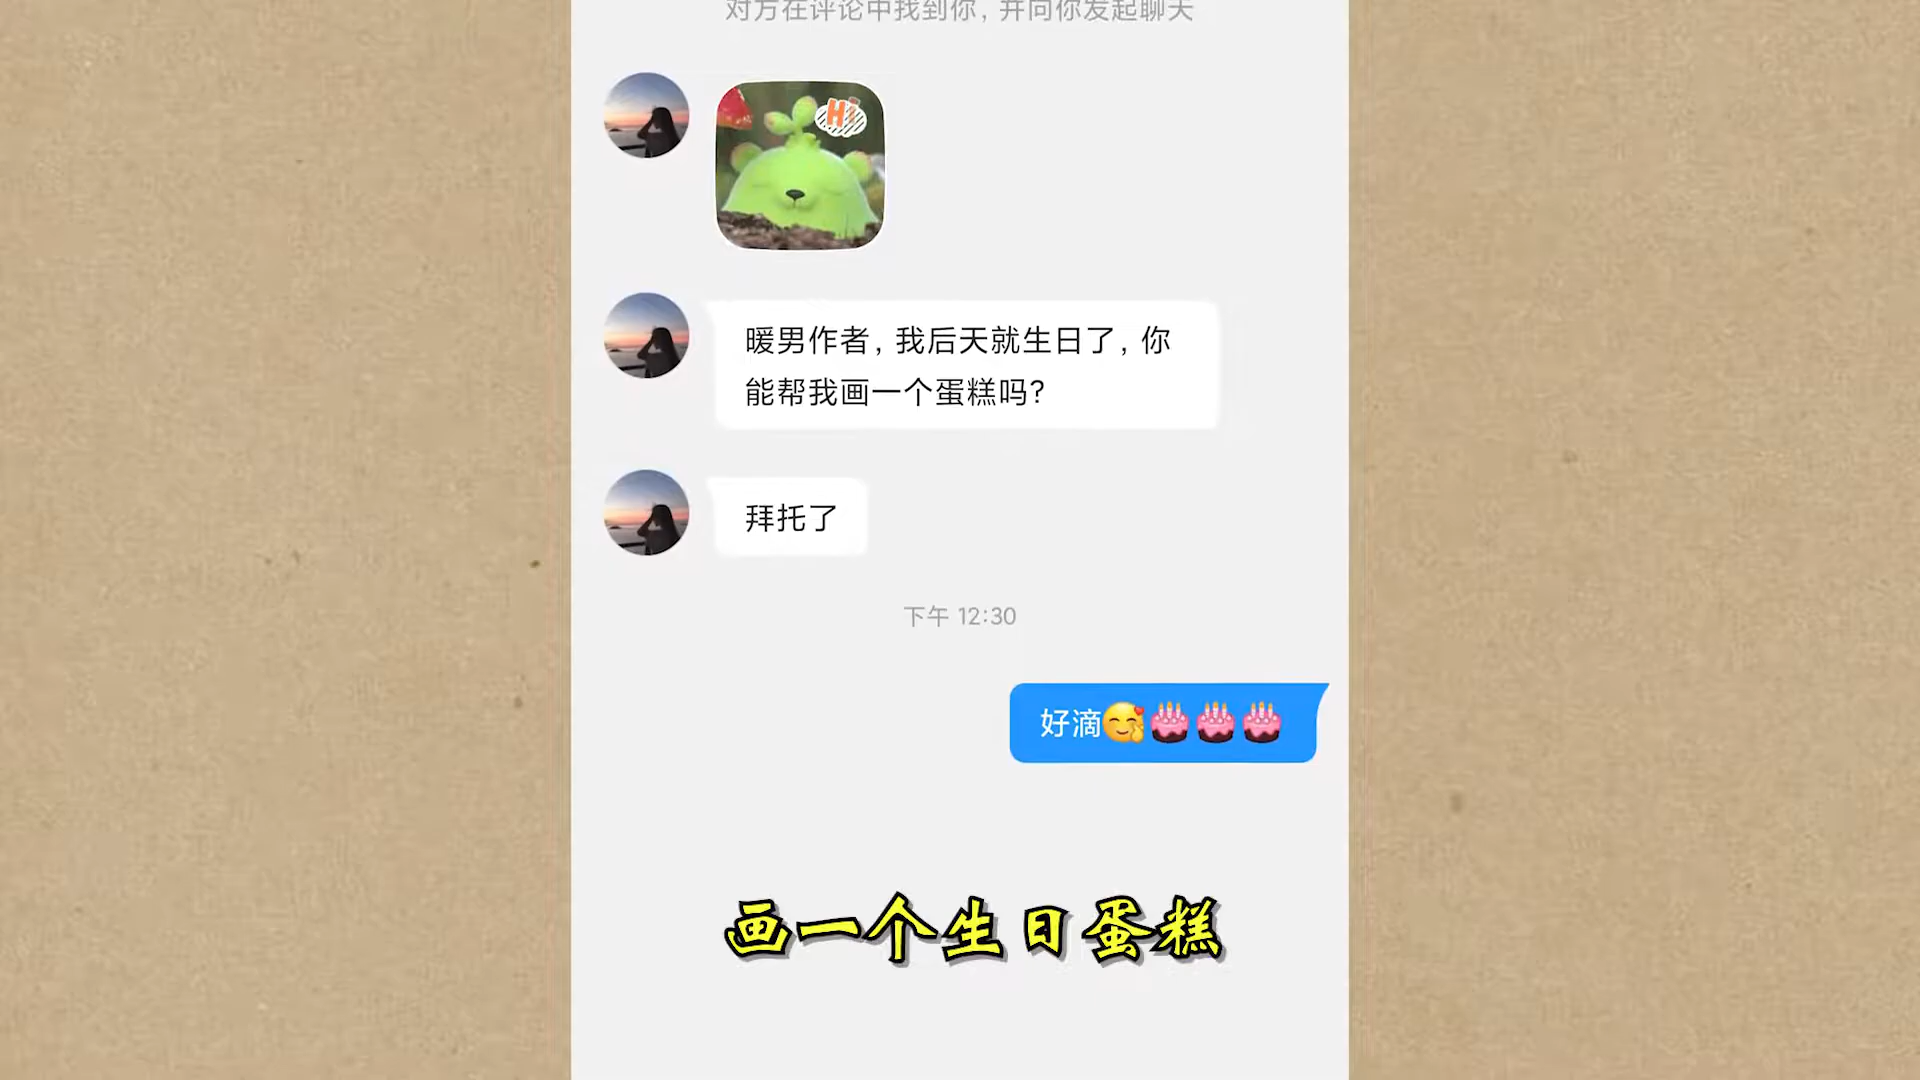 对方在评论中找到你，并向你发起聊天
Hi
暖男作者，我后天就生日了，你
能帮我画一个蛋糕吗？
拜托了
下午 12:30
好滴🥰🎂🎂🎂
画一个生日蛋糕